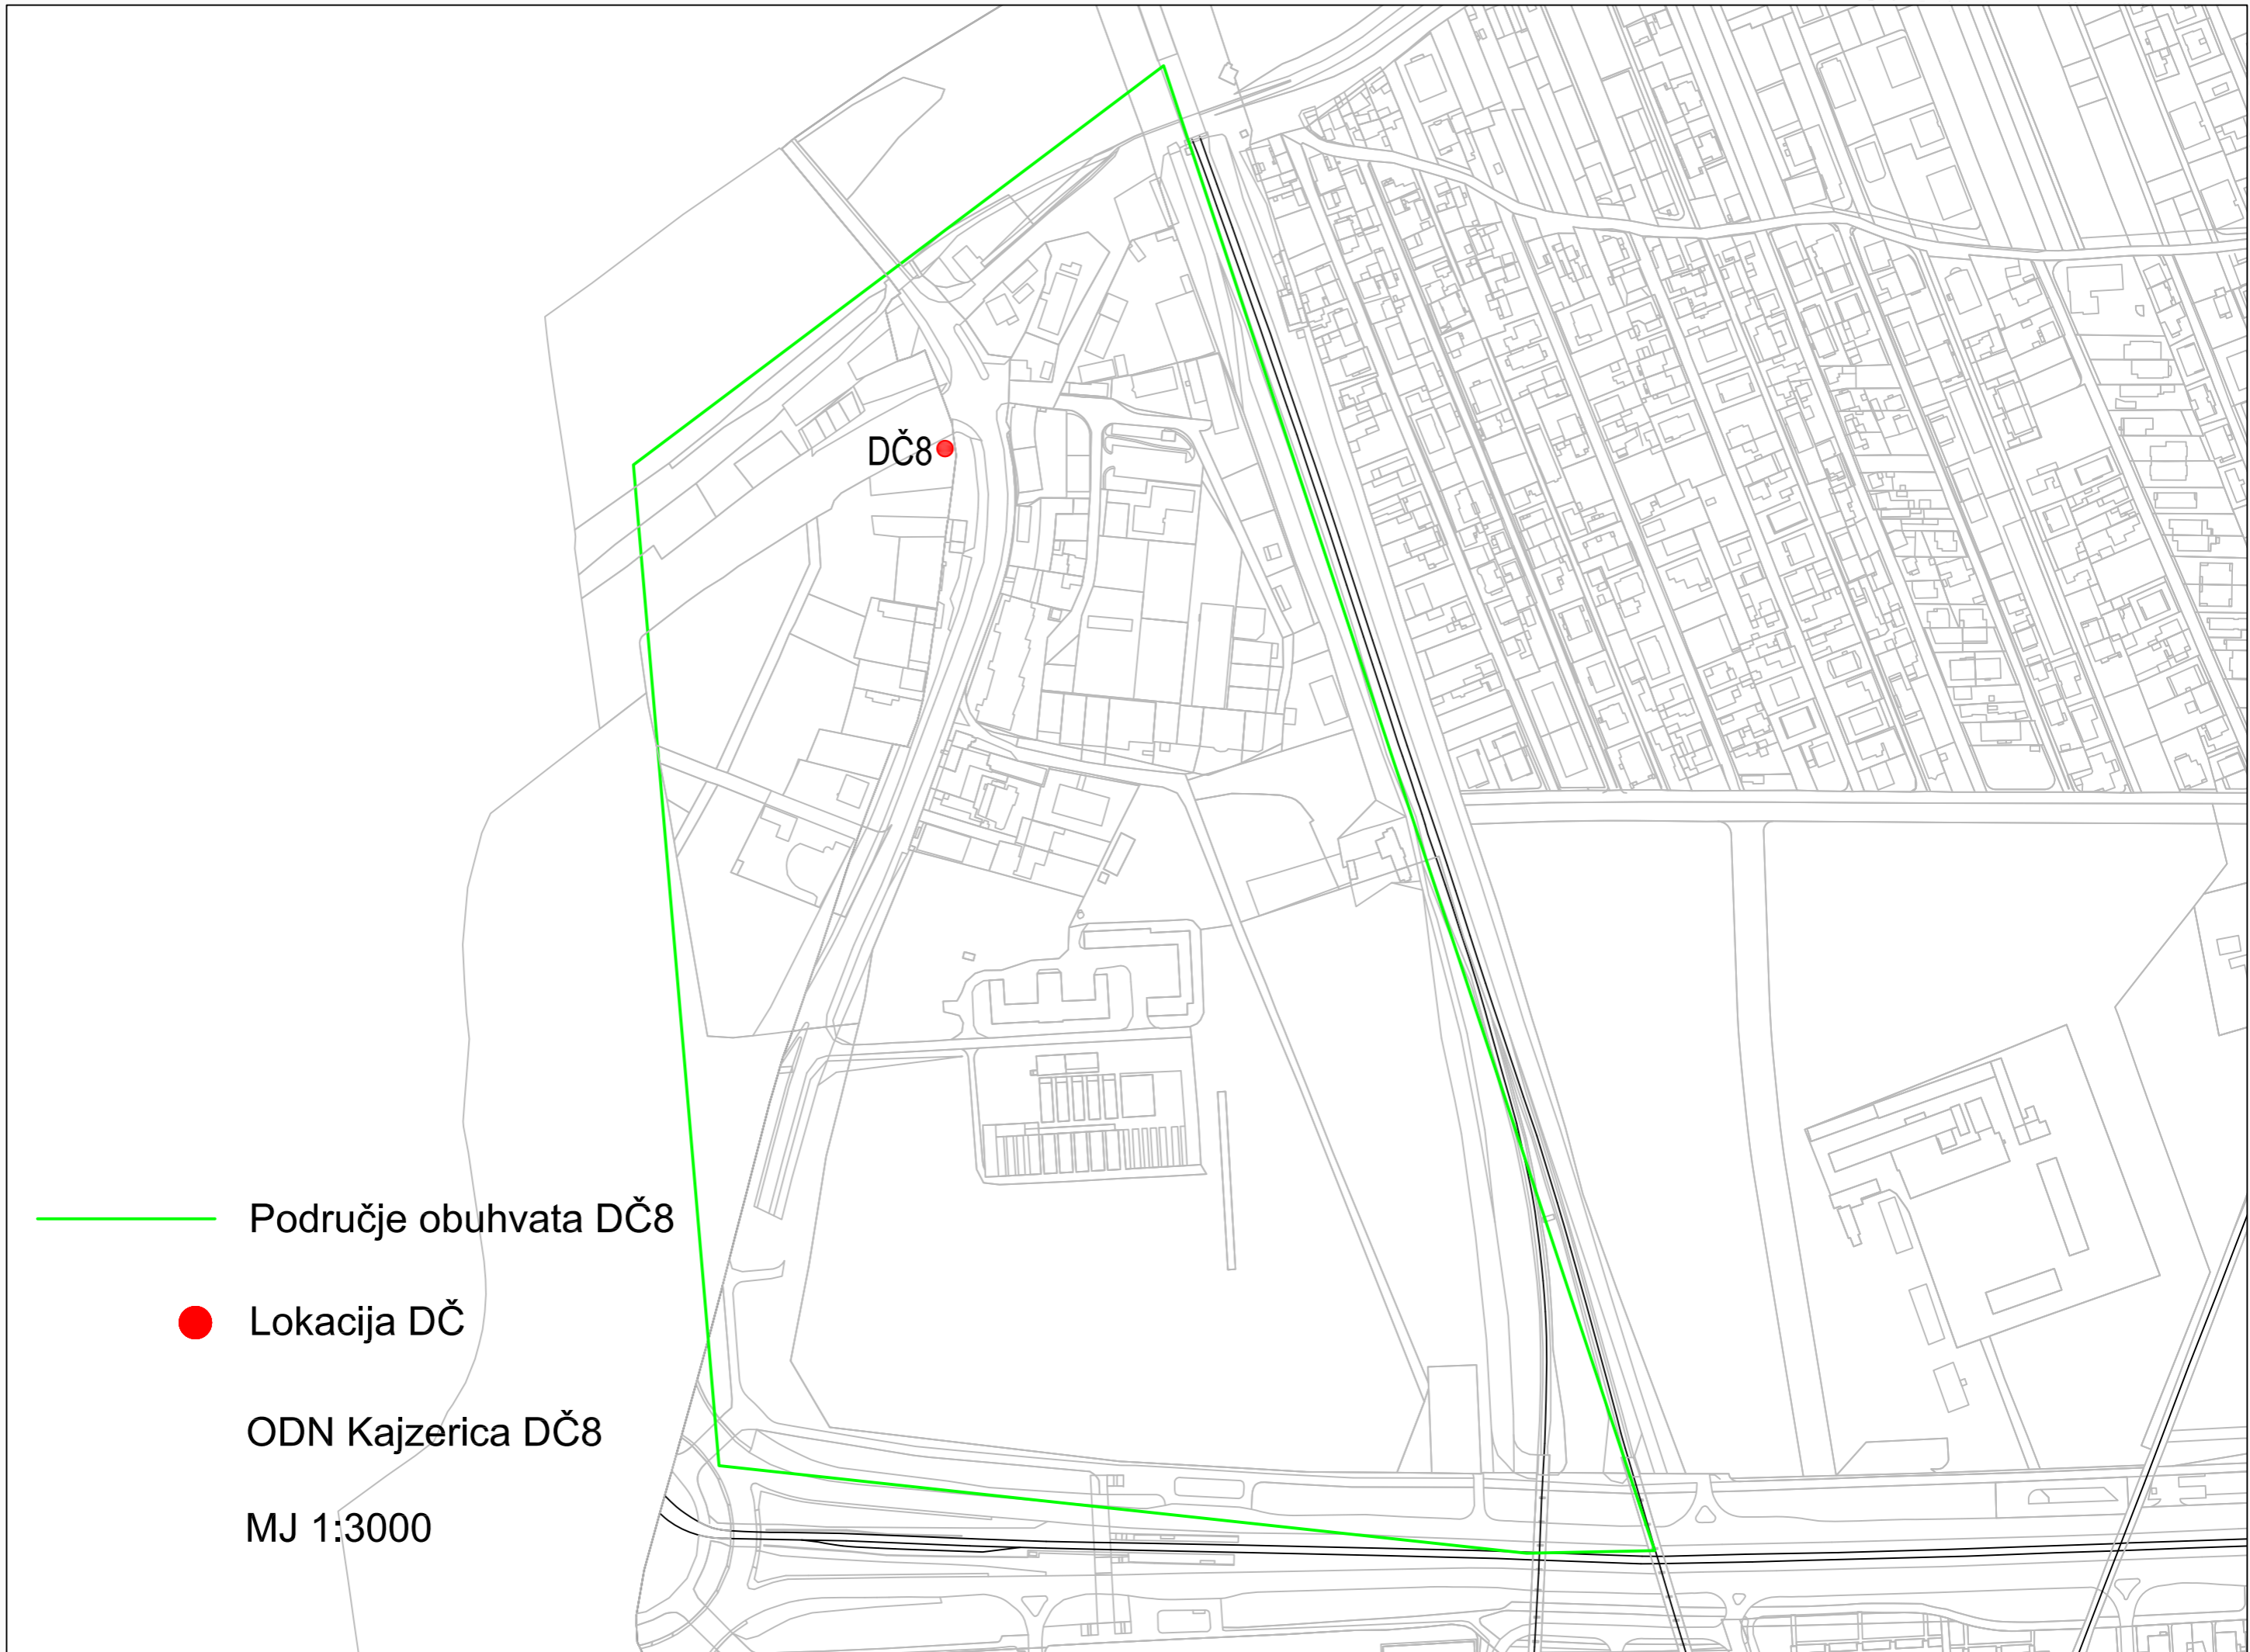 DČ8
Područje obuhvata DČ8
Lokacija DČ
ODN Kajzerica DČ8
MJ 1:3000